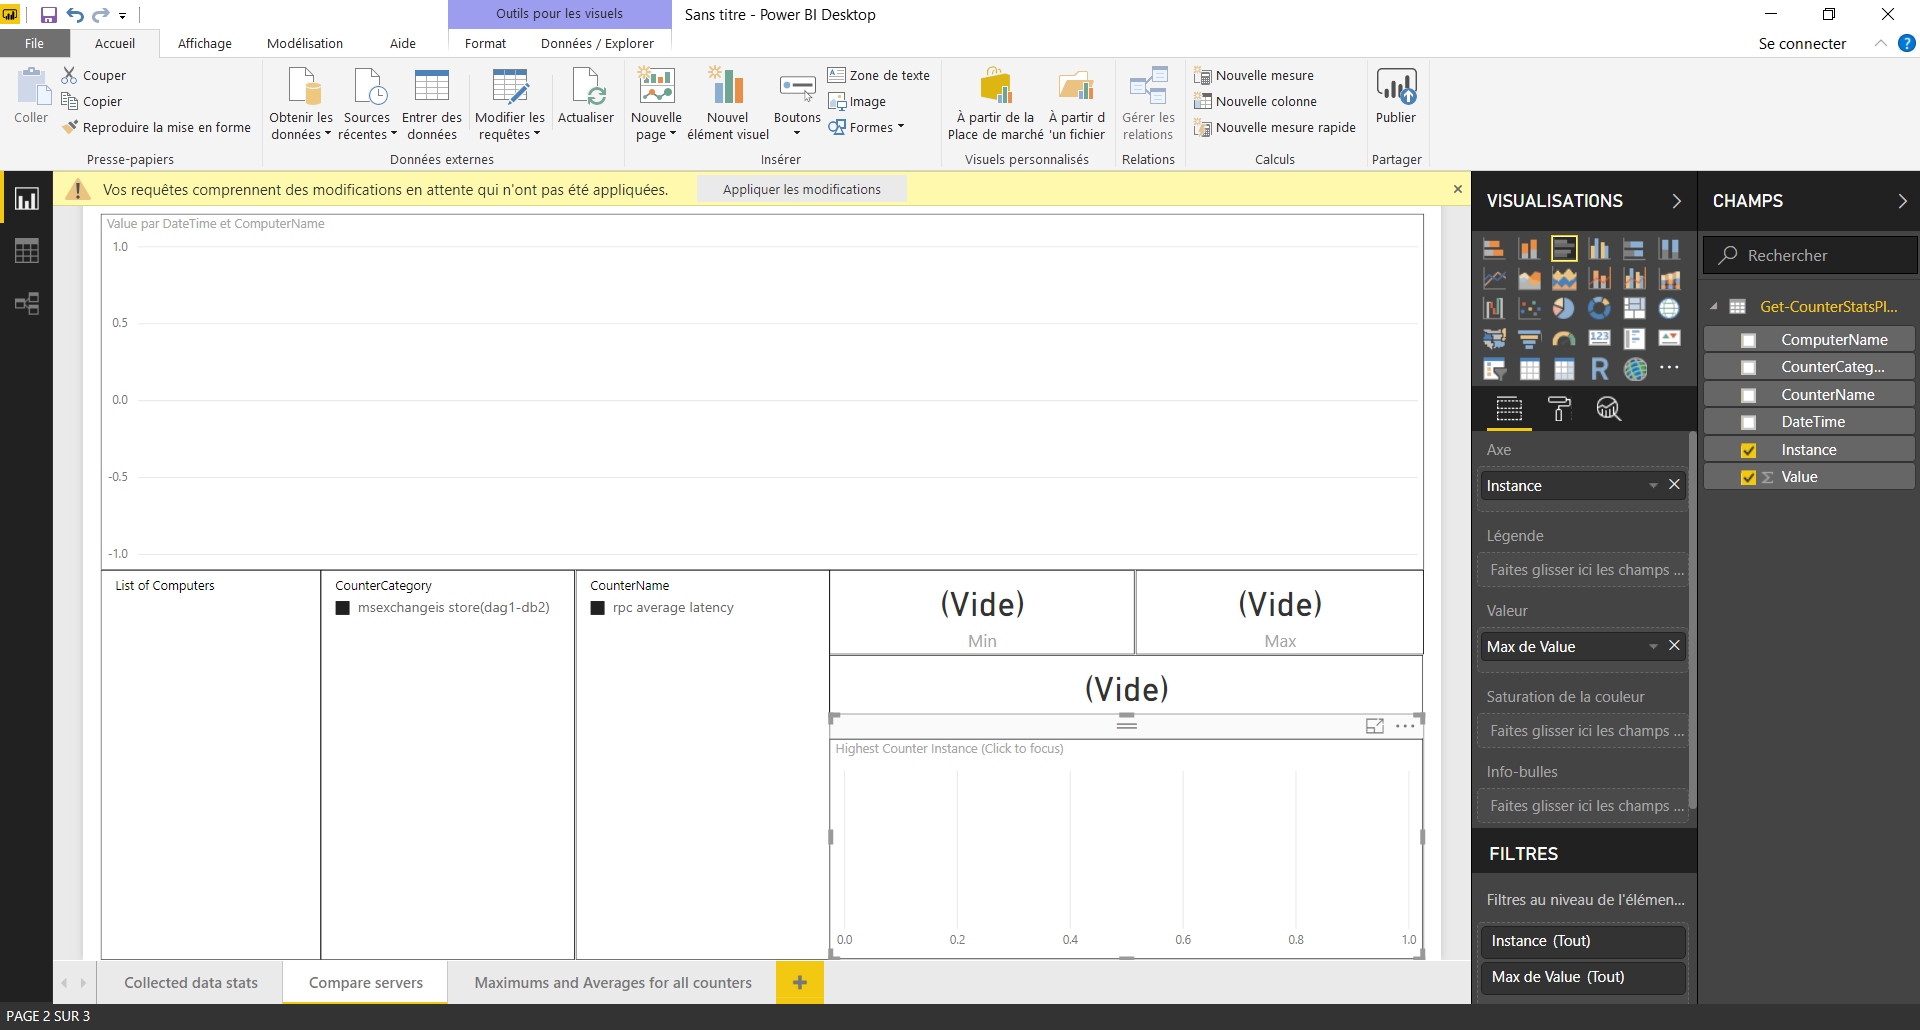 Outils pour les visuels
Sans titre - Power BI Desktop
File
Accueil
Affichage
Modélisation
Aide
Format
Données / Explorer
Se connecter
?
Coller
Couper
Copier
Reproduire la mise en forme
Presse-papiers
Obtenir les
données
Sources
récentes
Entrer des
données
Modifier les
requêtes
Actualiser
Données externes
Nouvelle
page
Nouvel
élément visuel
Boutons
Zone de texte
Image
Formes
Insérer
À partir de la
Place de marché
À partir d
'un fichier
Visuels personnalisés
Gérer les
relations
Relations
Nouvelle mesure
Nouvelle colonne
Nouvelle mesure rapide
Calculs
Publier
Partager
Vos requêtes comprennent des modifications en attente qui n'ont pas été appliquées.
Appliquer les modifications
Value par DateTime et ComputerName
1.0
0.5
0.0
-0.5
-1.0
List of Computers
CounterCategory
msexchangeis store(dag1-db2)
CounterName
rpc average latency
(Vide)
Min
(Vide)
Max
(Vide)
Highest Counter Instance (Click to focus)
0.0 0.2 0.4 0.6 0.8 1.0
VISUALISATIONS
123
R
Axe
Instance
Légende
Faites glisser ici les champs ...
Valeur
Max de Value
Saturation de la couleur
Faites glisser ici les champs ...
Info-bulles
Faites glisser ici les champs ...
FILTRES
Filtres au niveau de l'élémen...
Instance (Tout)
Max de Value (Tout)
CHAMPS
Rechercher
Get-CounterStatsPl...
ComputerName
CounterCateg...
CounterName
DateTime
Instance
Σ Value
Collected data stats
Compare servers
Maximums and Averages for all counters
PAGE 2 SUR 3